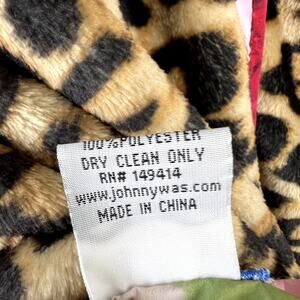 100% POLYESTER
DRY CLEAN ONLY
RN# 149414
www.johnnywas.com
MADE IN CHINA